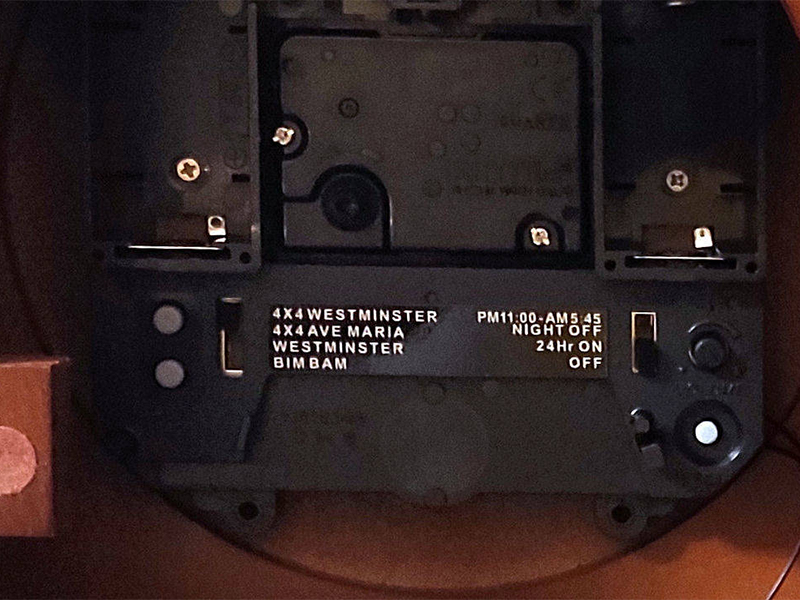 4X4 WESTMINSTER
4X4 AVE MARIA
WESTMINSTER
BIM BAM
PM11:00-AM5:45
NIGHT OFF
24Hr ON
OFF